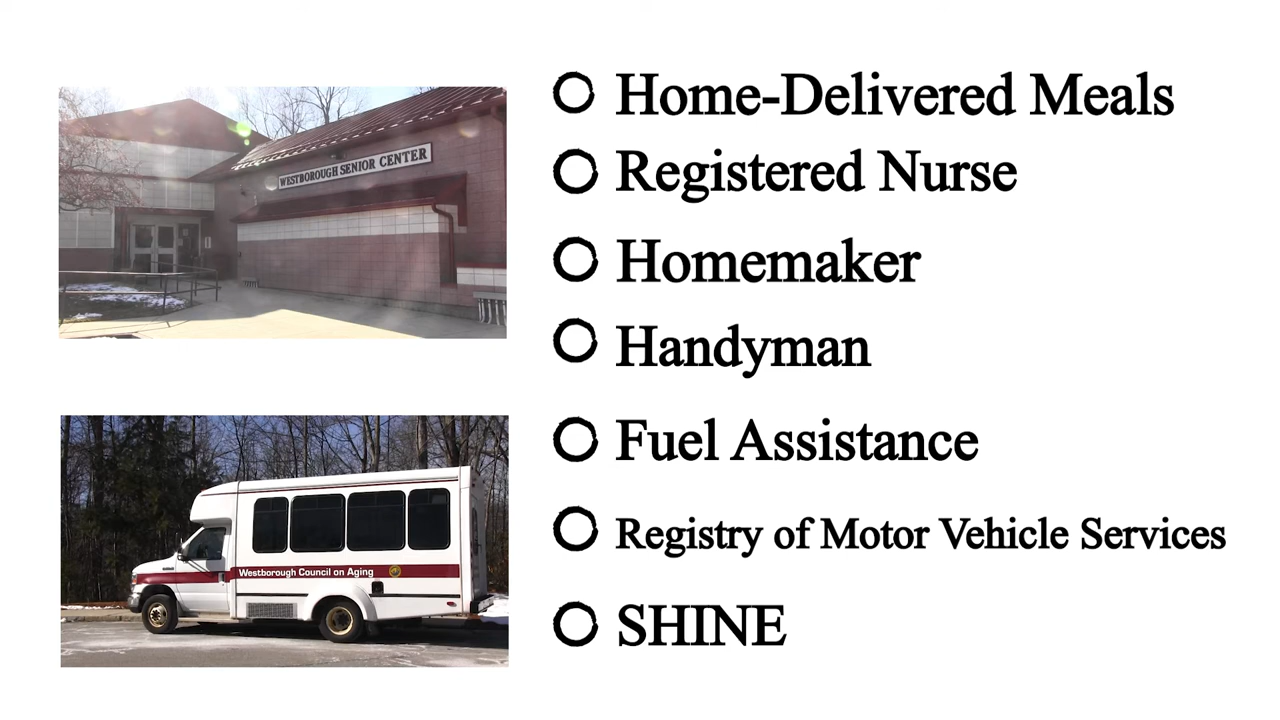 WESTBOROUGH SENIOR CENTER
Westborough Council on Aging
Home-Delivered Meals
Registered Nurse
Homemaker
Handyman
Fuel Assistance
Registry of Motor Vehicle Services
SHINE